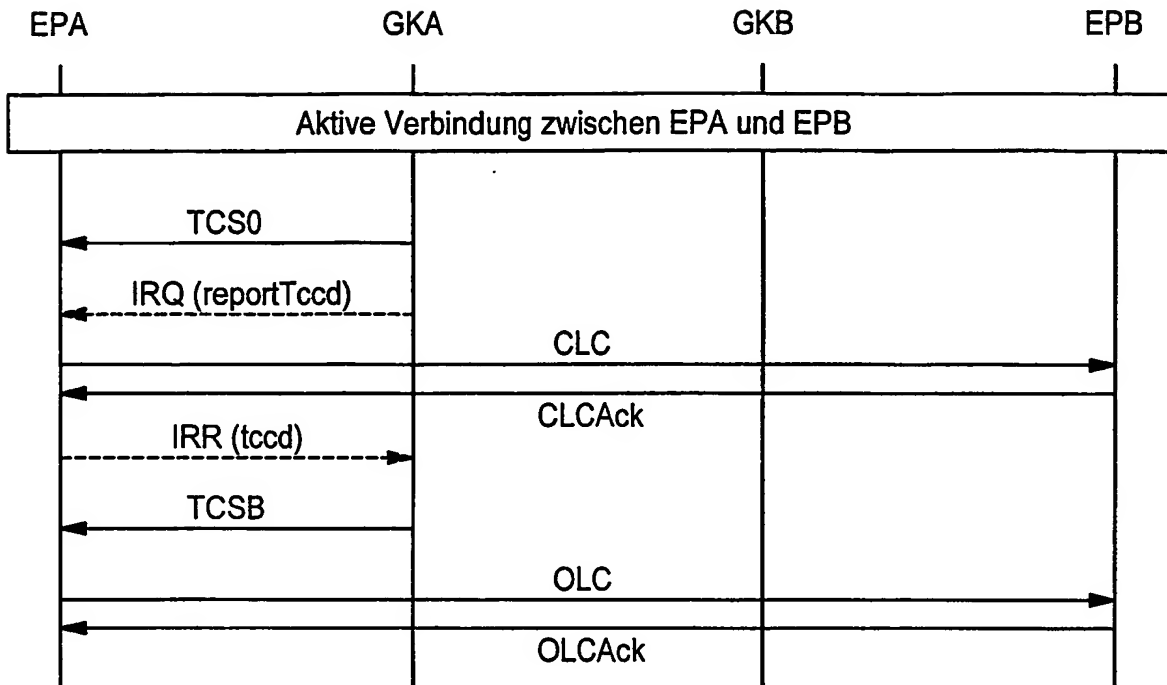 EPA GKA GKB EPB
Aktive Verbindung zwischen EPA und EPB
TCS0
IRQ (reportTccd)
CLC
CLCAck
IRR (tccd)
TCSB
OLC
OLCAck